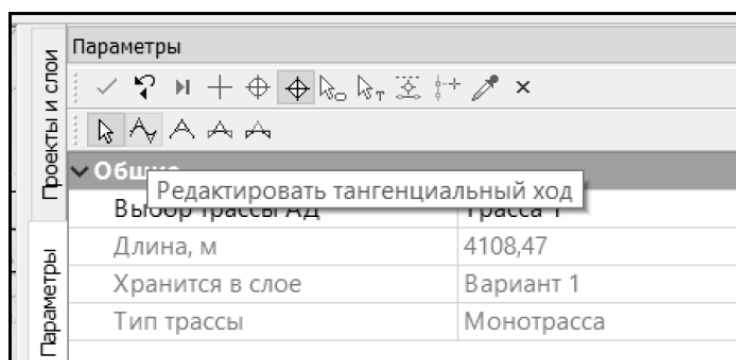 Проекты и слои
Параметры
Параметры
Общие
Редактировать тангенциальный ход
Выбор трассы АД Трасса 1
Длина, м 4108,47
Хранится в слое Вариант 1
Тип трассы Монотрасса